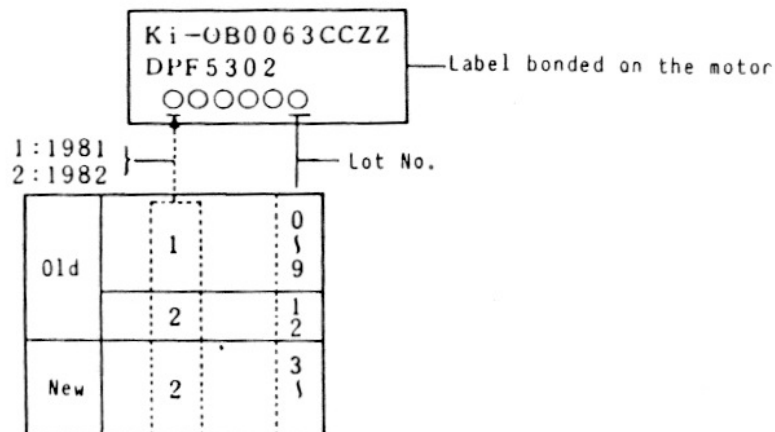 Ki-OB0063CCZZ
DPF5302
○○○○○○
Label bonded on the motor
1:1981
2:1982
Lot No.
Old
1
0
~
9
2
1
2
New
2
3
~